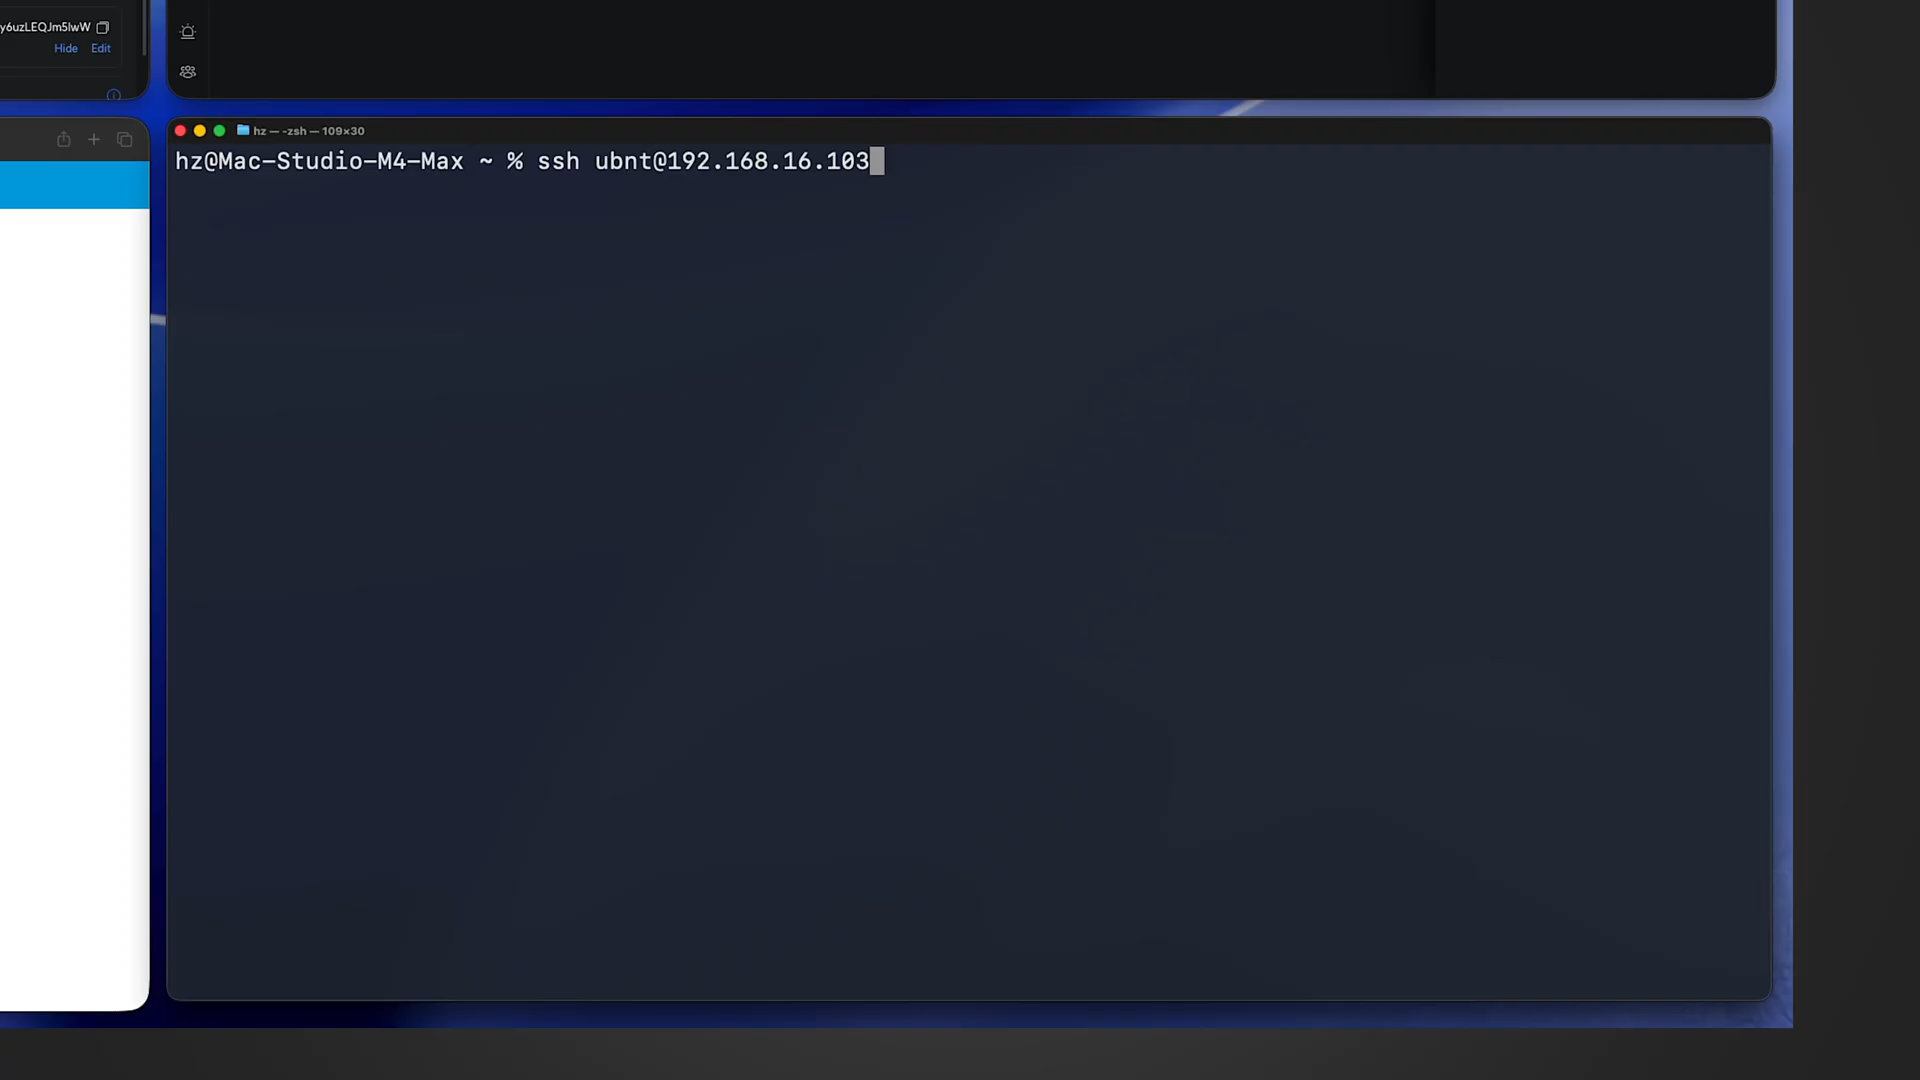 y6uzLEQJm5lwW
Hide Edit
hz — -zsh — 109×30
hz@Mac-Studio-M4-Max ~ % ssh ubnt@192.168.16.103